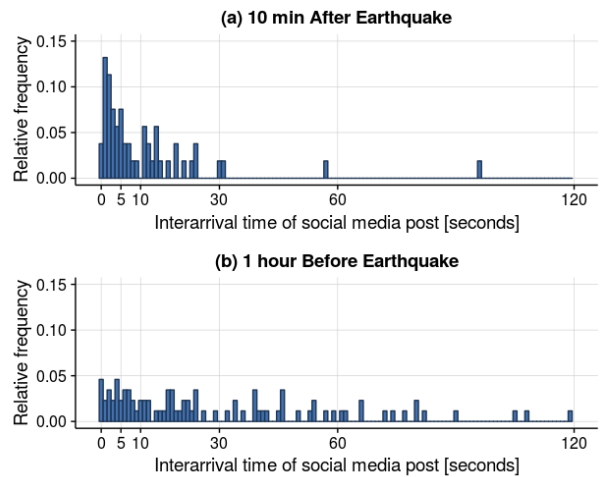 (a) 10 min After Earthquake
0.15
0.10
0.05
0.00
Relative frequency
0 5 10 30 60 120
Interarrival time of social media post [seconds]
(b) 1 hour Before Earthquake
0.15
0.10
0.05
0.00
Relative frequency
0 5 10 30 60 120
Interarrival time of social media post [seconds]